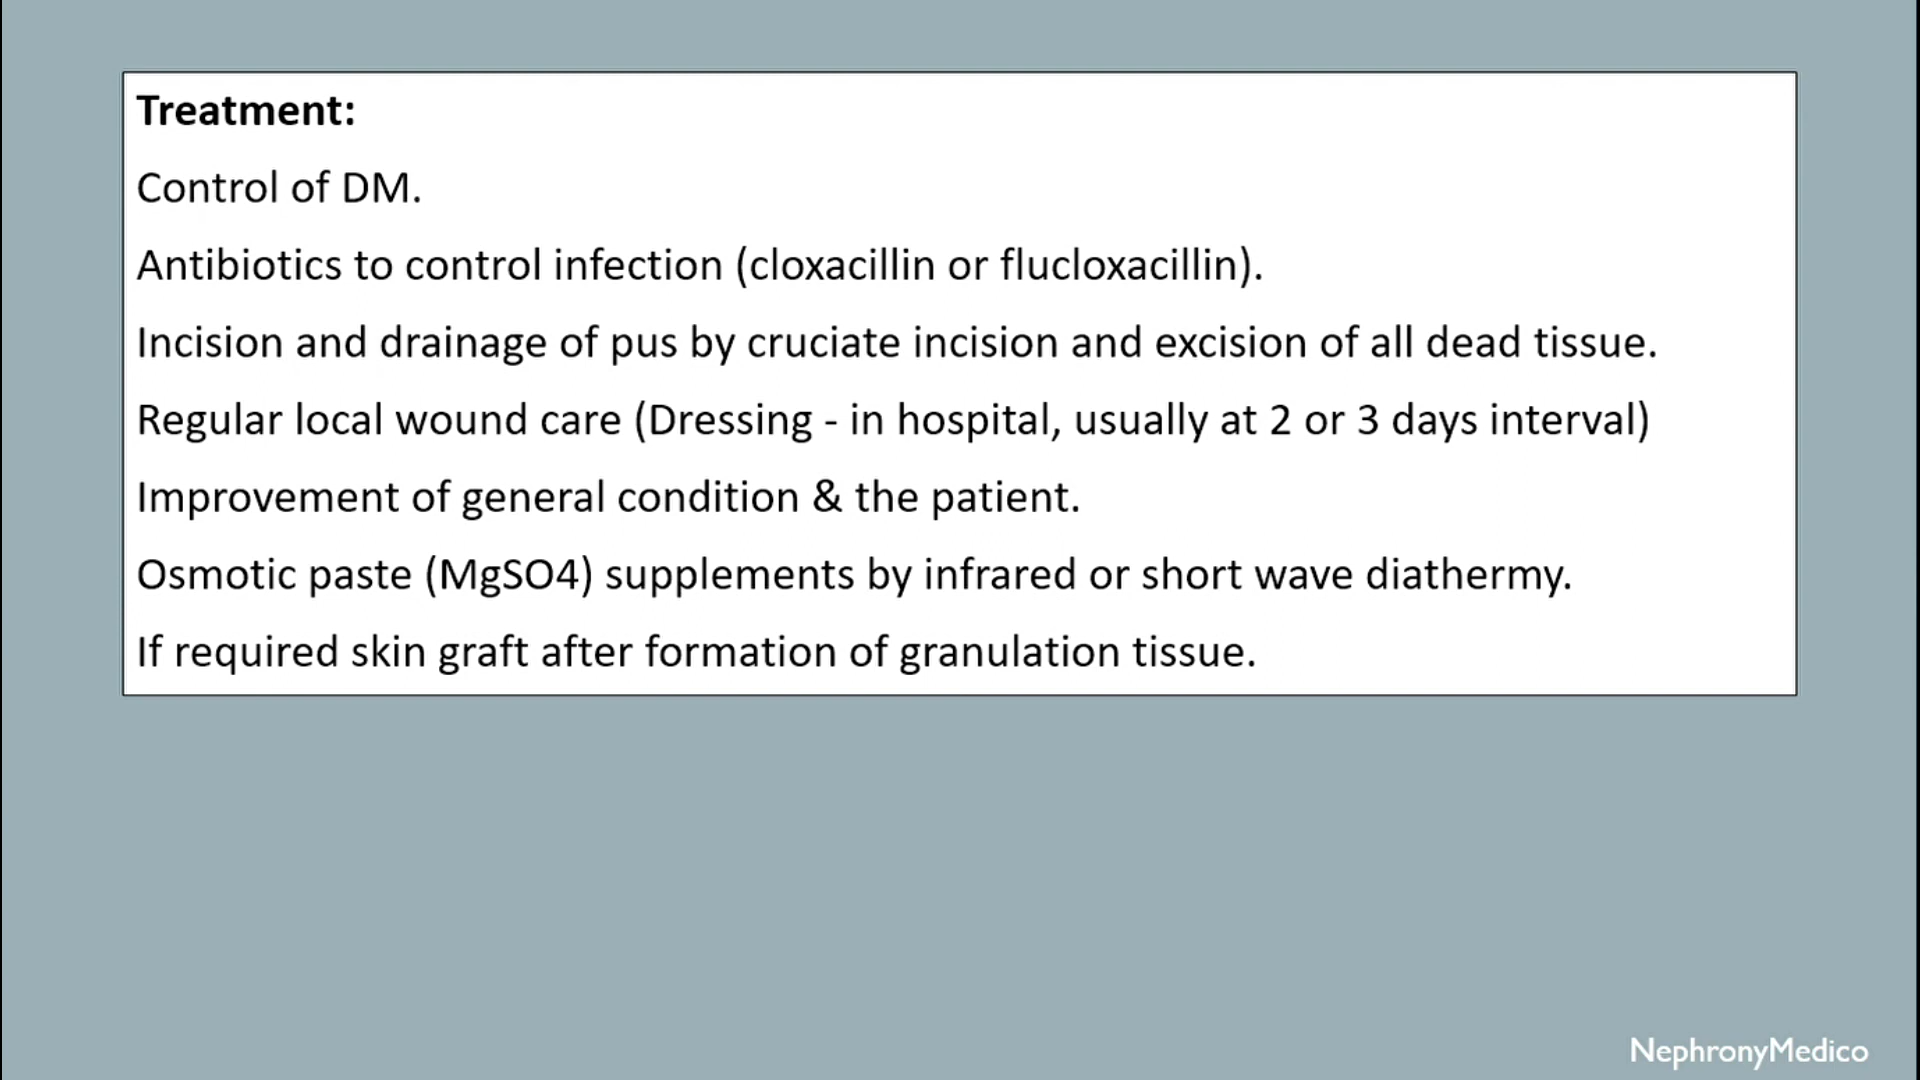 Treatment:
Control of DM.
Antibiotics to control infection (cloxacillin or flucloxacillin).
Incision and drainage of pus by cruciate incision and excision of all dead tissue.
Regular local wound care (Dressing - in hospital, usually at 2 or 3 days interval)
Improvement of general condition & the patient.
Osmotic paste (MgSO4) supplements by infrared or short wave diathermy.
If required skin graft after formation of granulation tissue.
NephronyMedico